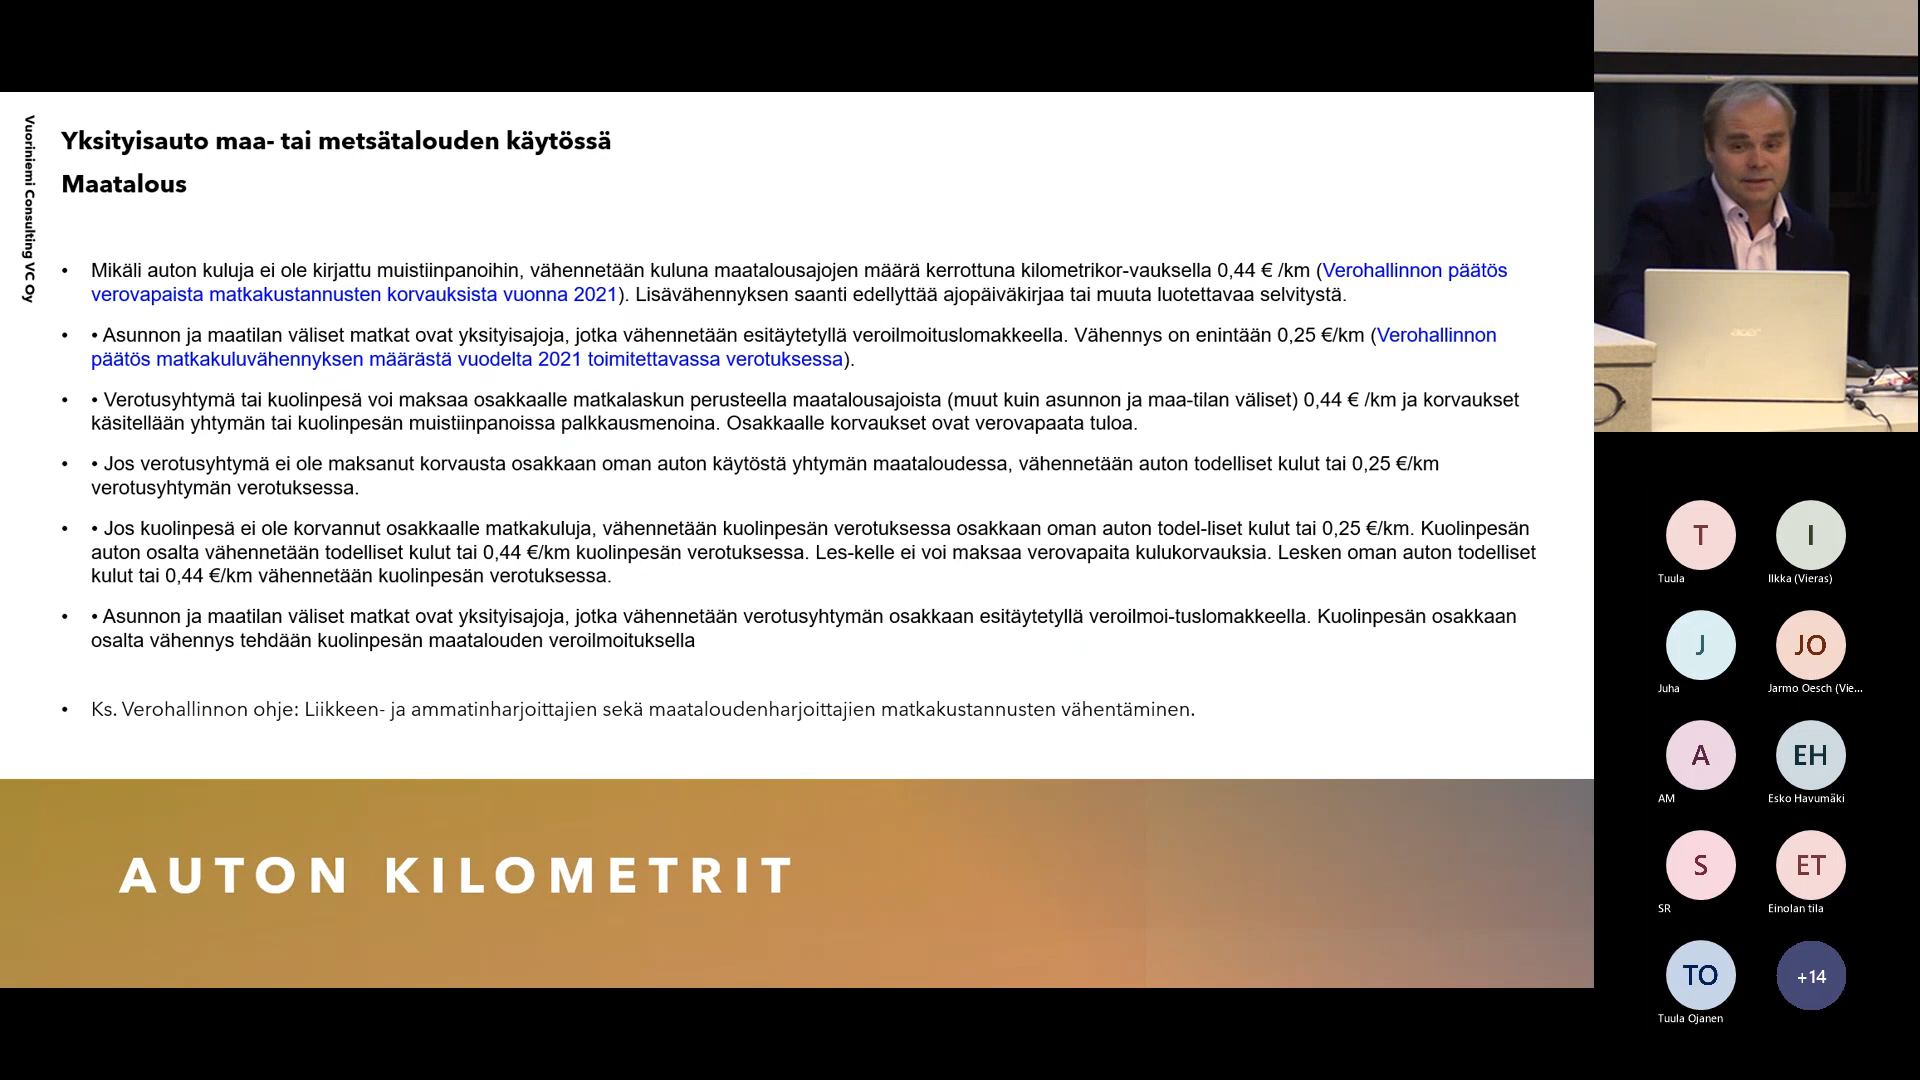 Vuoriniemi Consulting VC Oy
Yksityisauto maa- tai metsätalouden käytössä
Maatalous
• Mikäli auton kuluja ei ole kirjattu muistiinpanoihin, vähennetään kuluna maatalousajojen määrä kerrottuna kilometrikor-vauksella 0,44 € /km (Verohallinnon päätös
verovapaista matkakustannusten korvauksista vuonna 2021). Lisävähennyksen saanti edellyttää ajopäiväkirjaa tai muuta luotettavaa selvitystä.
• • Asunnon ja maatilan väliset matkat ovat yksityisajoja, jotka vähennetään esitäytetyllä veroilmoituslomakkeella. Vähennys on enintään 0,25 €/km (Verohallinnon
päätös matkakuluvähennyksen määrästä vuodelta 2021 toimitettavassa verotuksessa).
• • Verotusyhtymä tai kuolinpesä voi maksaa osakkaalle matkalaskun perusteella maatalousajoista (muut kuin asunnon ja maa-tilan väliset) 0,44 € /km ja korvaukset
käsitellään yhtymän tai kuolinpesän muistiinpanoissa palkkausmenoina. Osakkaalle korvaukset ovat verovapaata tuloa.
• • Jos verotusyhtymä ei ole maksanut korvausta osakkaan oman auton käytöstä yhtymän maataloudessa, vähennetään auton todelliset kulut tai 0,25 €/km
verotusyhtymän verotuksessa.
• • Jos kuolinpesä ei ole korvannut osakkaalle matkakuluja, vähennetään kuolinpesän verotuksessa osakkaan oman auton todel-liset kulut tai 0,25 €/km. Kuolinpesän
auton osalta vähennetään todelliset kulut tai 0,44 €/km kuolinpesän verotuksessa. Les-kelle ei voi maksaa verovapaita kulukorvauksia. Lesken oman auton todelliset
kulut tai 0,44 €/km vähennetään kuolinpesän verotuksessa.
• • Asunnon ja maatilan väliset matkat ovat yksityisajoja, jotka vähennetään verotusyhtymän osakkaan esitäytetyllä veroilmoi-tuslomakkeella. Kuolinpesän osakkaan
osalta vähennys tehdään kuolinpesän maatalouden veroilmoituksella
• Ks. Verohallinnon ohje: Liikkeen- ja ammatinharjoittajien sekä maataloudenharjoittajien matkakustannusten vähentäminen.
AUTON KILOMETRIT
acer
T
I
Tuula
Ilkka (Vieras)
J
JO
Juha
Jarmo Oesch (Vie...
A
EH
AM
Esko Havumäki
S
ET
SR
Einolan tila
TO
+14
Tuula Ojanen